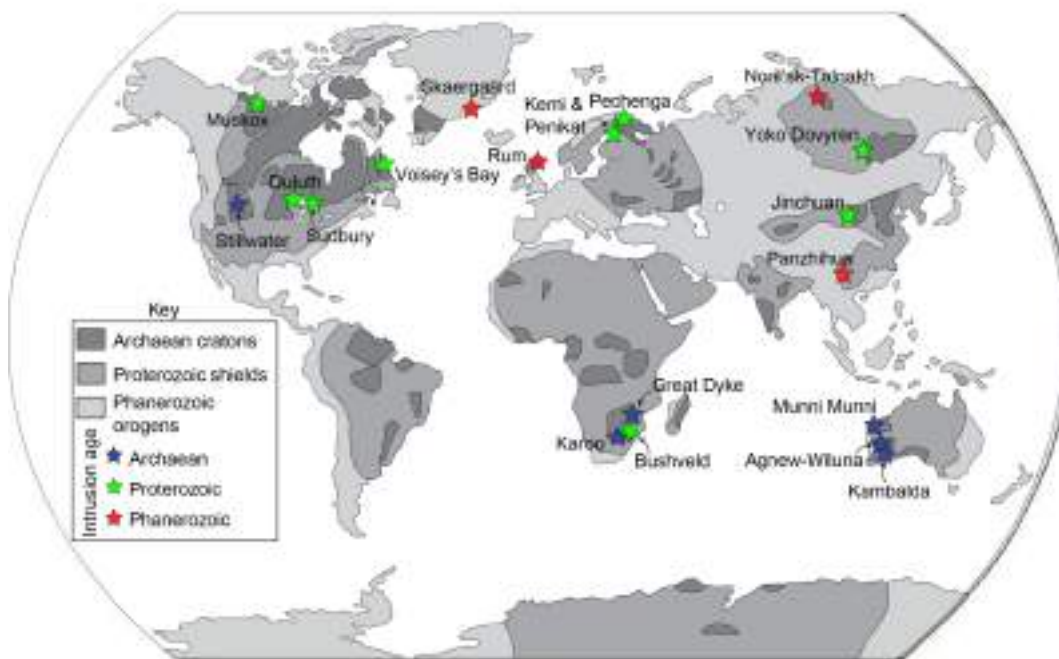 Skaergaard
Noril'sk-Talnakh
Kemi &
Pechenga
Muskox
Penikat
Yoko Dovyren
Rum
Voisey's Bay
Duluth
Jinchuan
Stillwater
Sudbury
Panzhihua
Key
Archaean cratons
Proterozoic shields
Phanerozoic
orogens
Intrusion age
Archaean
Proterozoic
Phanerozoic
Great Dyke
Munni Munni
Karoo
Bushveld
Agnew-Wiluna
Kambalda